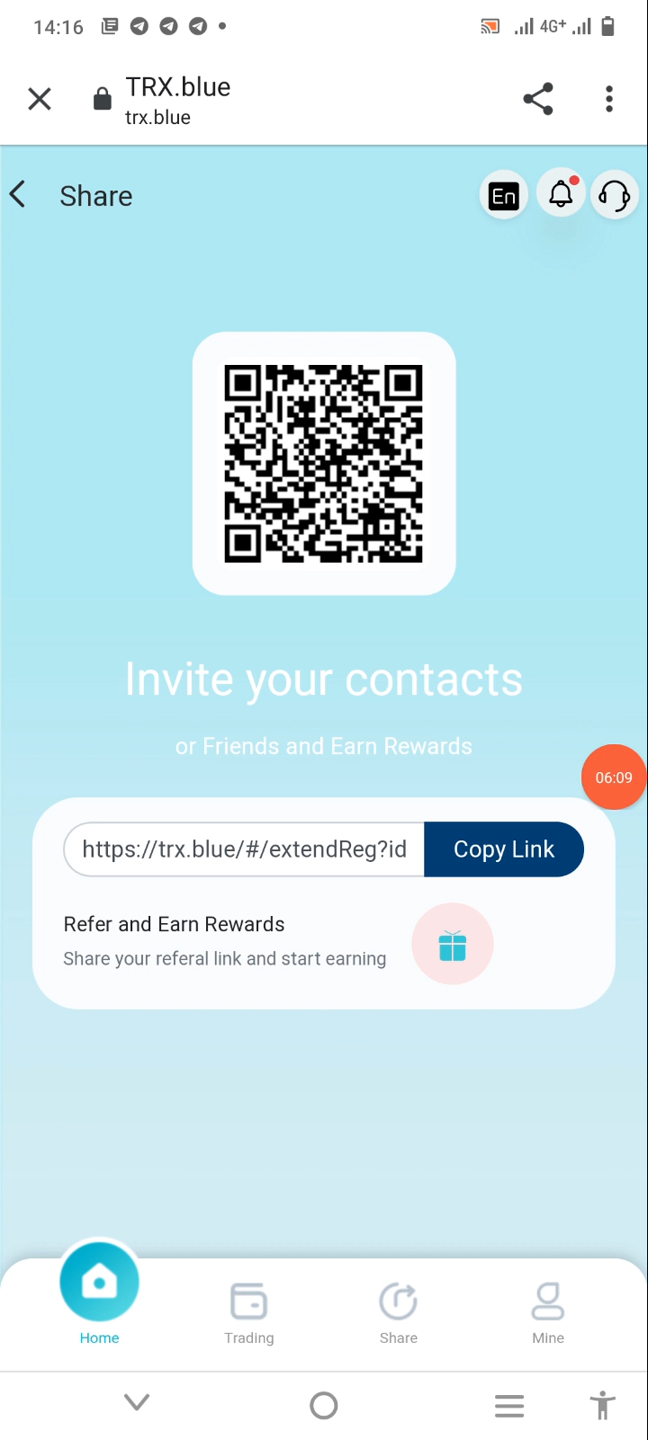 14:16
4G+
TRX.blue
trx.blue
Share
En
Invite your contacts
or Friends and Earn Rewards
06:09
https://trx.blue/#/extendReg?id
Copy Link
Refer and Earn Rewards
Share your referal link and start earning
Home
Trading
Share
Mine